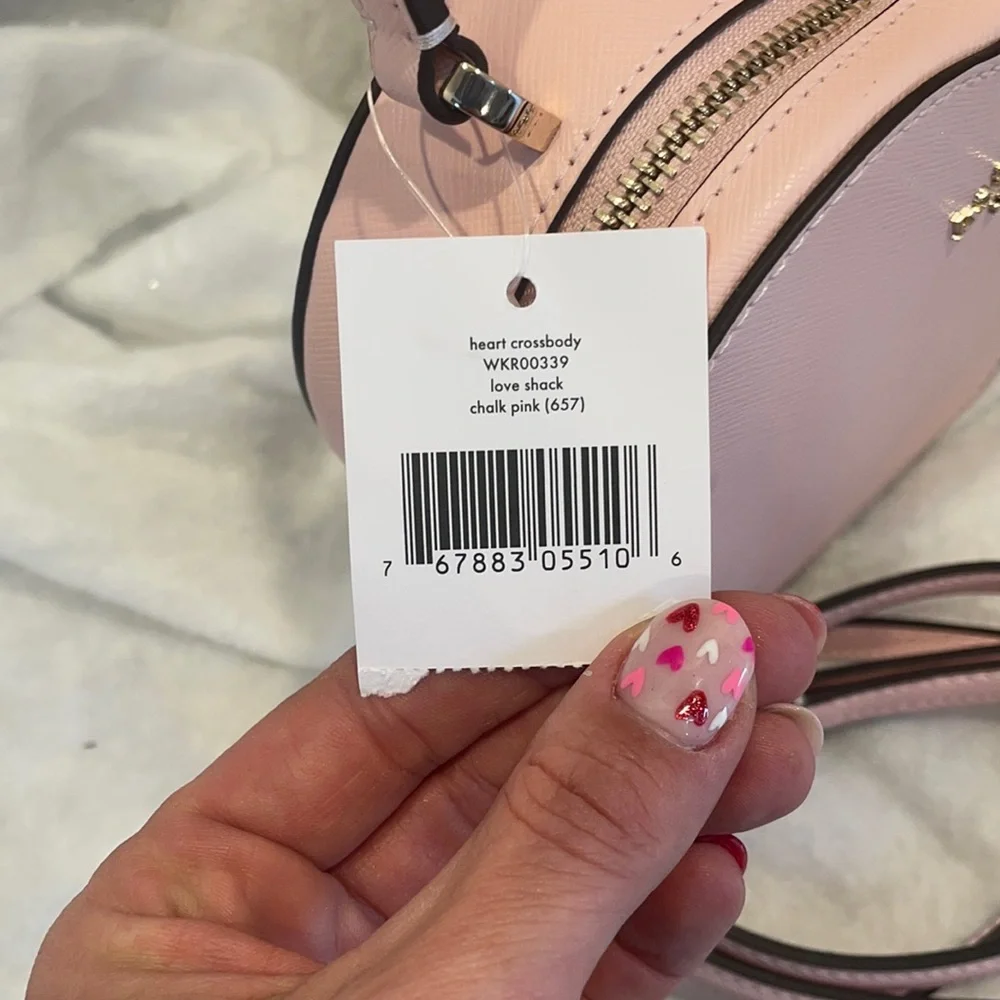 heart crossbody
WKR00339
love shack
chalk pink (657)
7 67883 05510 6